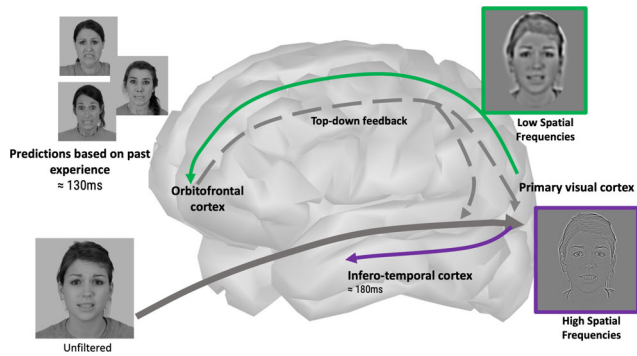 Top-down feedback
Low Spatial
Frequencies
Predictions based on past
experience
≈ 130ms
Orbitofrontal
cortex
Primary visual cortex
Infero-temporal cortex
≈ 180ms
Unfiltered
High Spatial
Frequencies